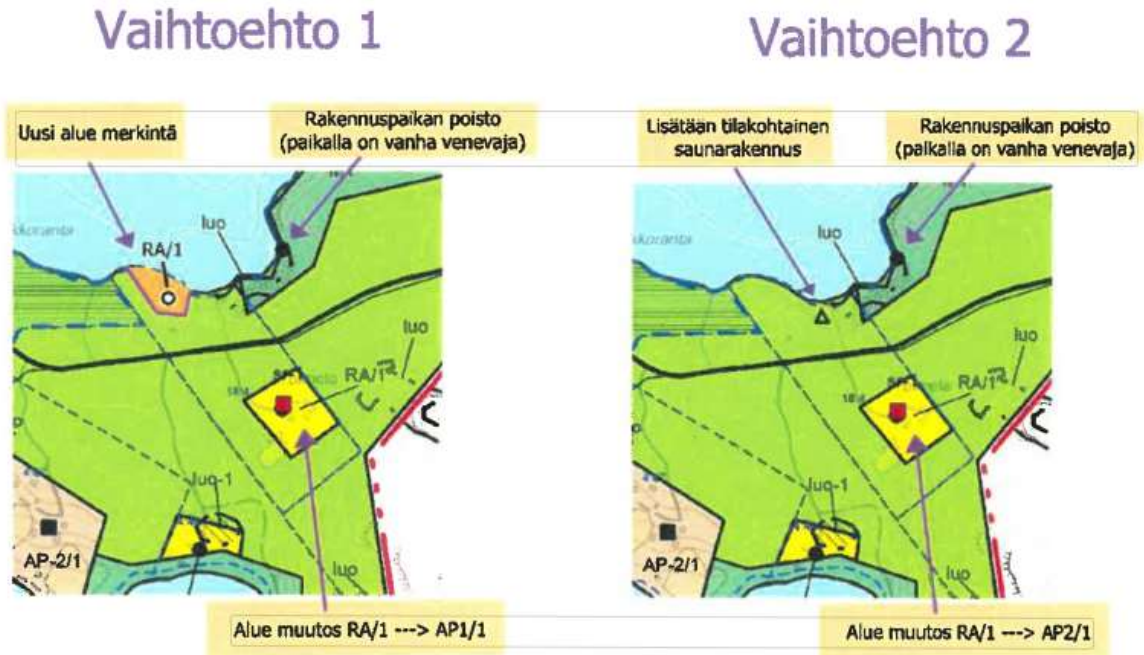 Vaihtoehto 1
Vaihtoehto 2
Uusi alue merkintä
Rakennuspaikan poisto
(paikalla on vanha venevaja)
Lisätään tilakohtainen
saunarakennus
Rakennuspaikan poisto
(paikalla on vanha venevaja)
RA/1
luo
luo
RA/1
luo-1
AP-2/1
luo
luo
luo
RA/1
luo-1
AP-2/1
luo
Alue muutos RA/1 ---> AP1/1
Alue muutos RA/1 ---> AP2/1